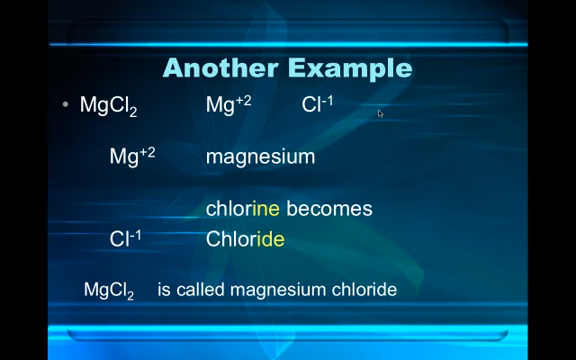 Another Example
• MgCl₂ Mg⁺² Cl⁻¹
Mg⁺² magnesium
chlorine becomes
Cl⁻¹ Chloride
MgCl₂ is called magnesium chloride